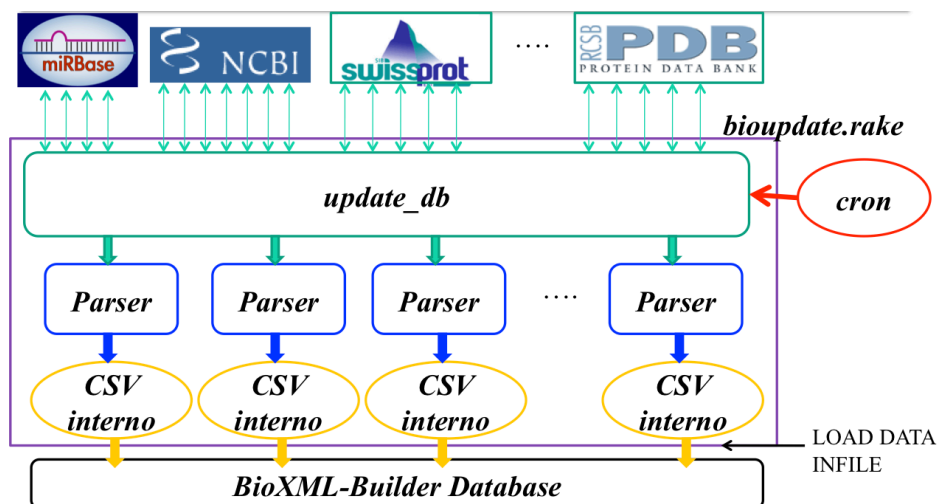 miRBase
NCBI
swissprot
....
RCSB
PDB
PROTEIN DATA BANK
bioupdate.rake
update_db
cron
Parser
Parser
Parser
....
Parser
CSV
interno
CSV
interno
CSV
interno
CSV
interno
LOAD DATA
INFILE
BioXML-Builder Database